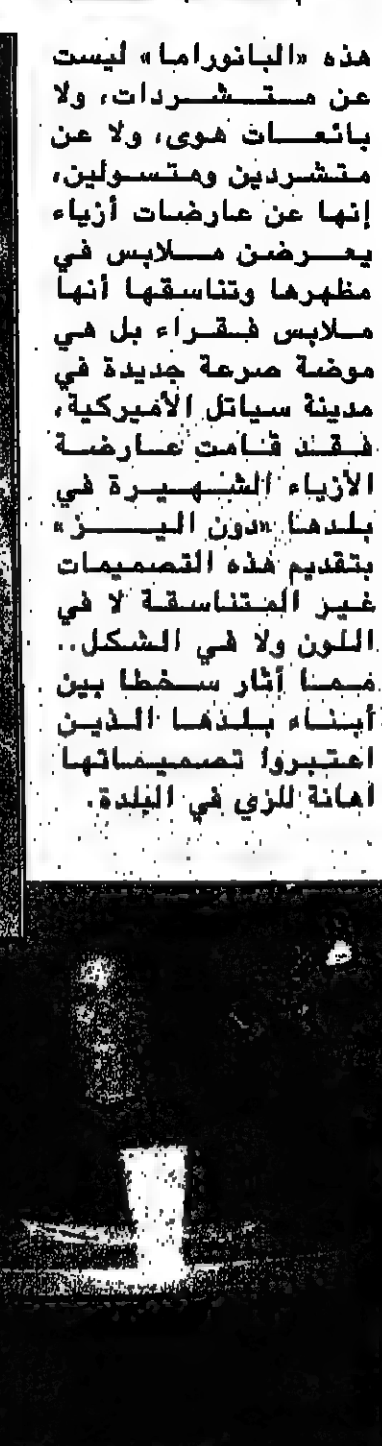 هذه «البانوراما» ليست
عن مستشردات، ولا
بائعات هوى، ولا عن
متشردين ومتسولين،
إنها عن عارضات أزياء
يعرضن ملابس في
مظهرها وتناسقها أنها
ملابس فقراء بل هي
موضة صرعة جديدة في
مدينة سياتل الأميركية،
فقد قامت عارضة
الأزياء الشهيرة في
بلدها «دون اليز»
بتقديم هذه التصميمات
غير المتناسقة لا في
اللون ولا في الشكل..
مما أثار سخطا بين
أبناء بلدها الذين
اعتبروا تصميماتها
اهانة للزي في البلدة.